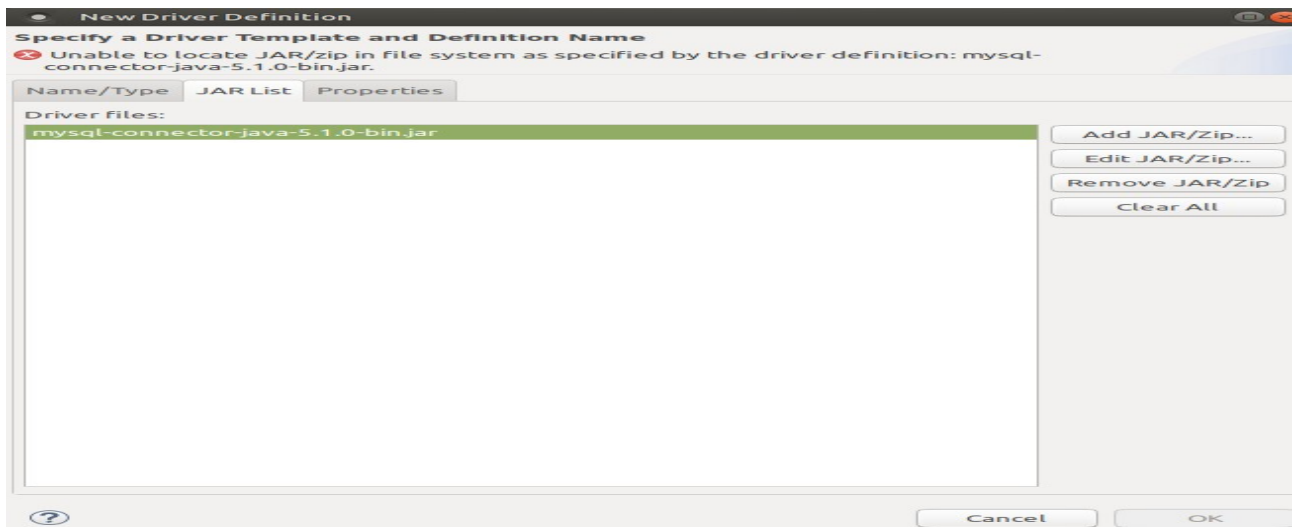 New Driver Definition
Specify a Driver Template and Definition Name
Unable to locate JAR/zip in file system as specified by the driver definition: mysql-
connector-java-5.1.0-bin.jar.
Name/Type JAR List Properties
Driver files:
mysql-connector-java-5.1.0-bin.jar
Add JAR/Zip...
Edit JAR/Zip...
Remove JAR/Zip
Clear All
?
Cancel OK